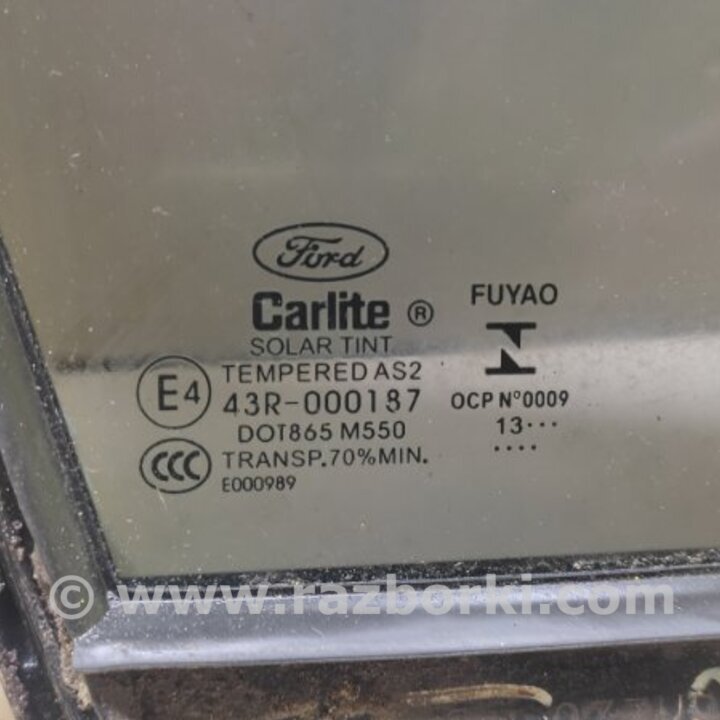 Ford
Carlite ®
SOLAR TINT
TEMPERED AS2
E4
43R-000187
DOT865 M550
CCC
TRANSP.70%MIN.
E000989
FUYAO
OCP N°0009
13···
····
© www.razborki.com